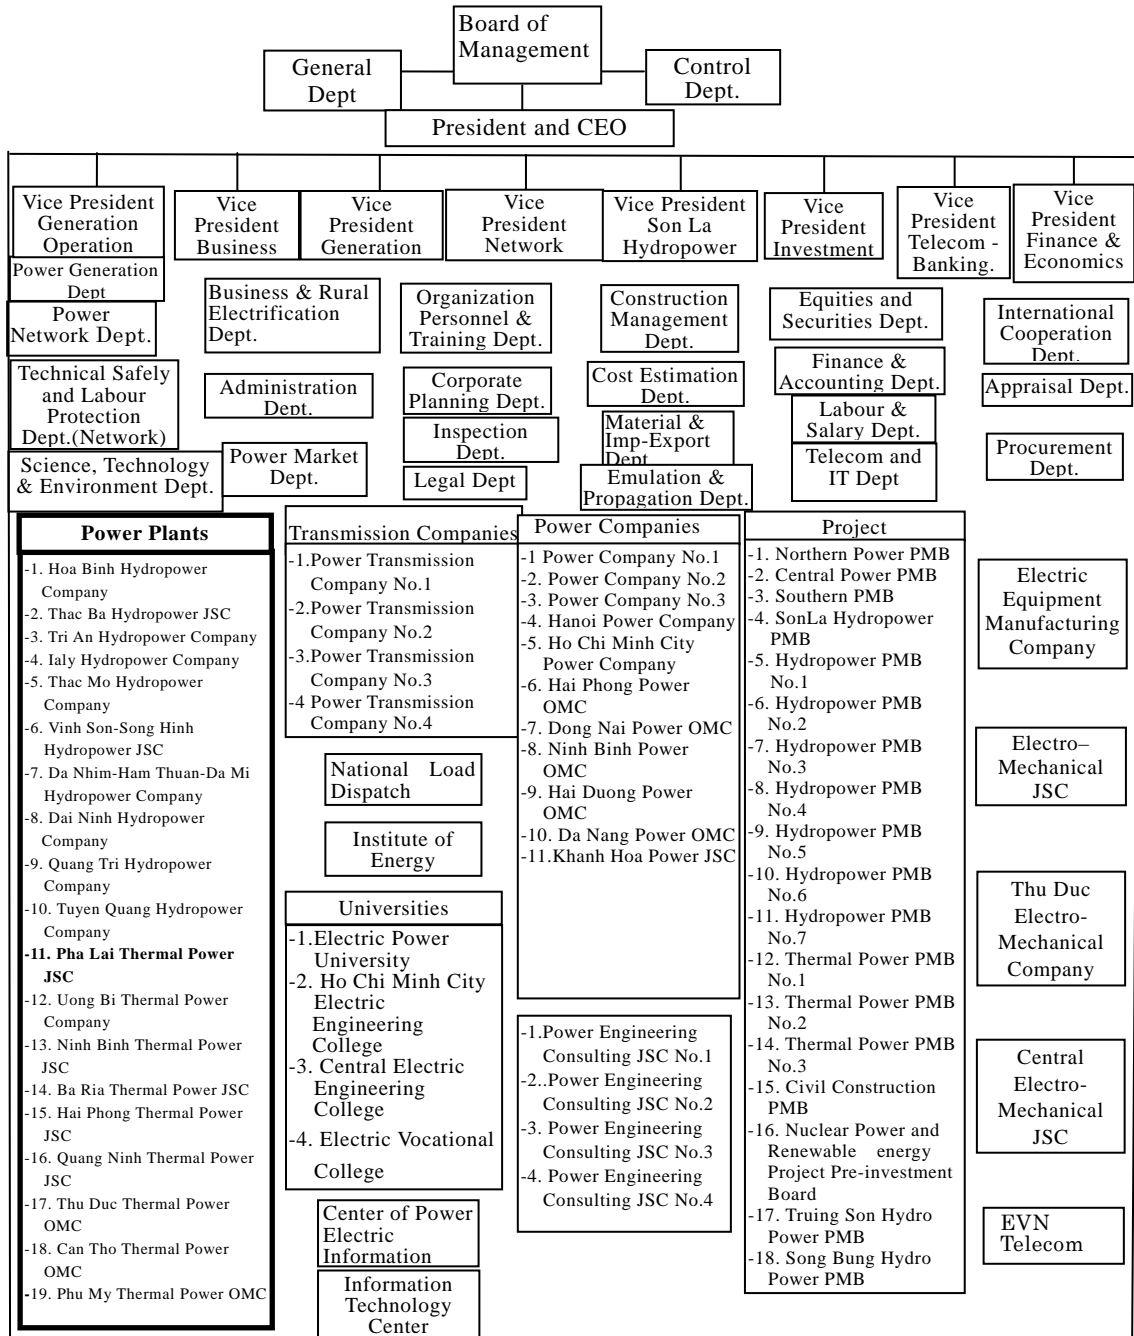 Board of
Management
General
Dept
Control
Dept.
President and CEO
Vice President
Generation
Operation
Vice
President
Business
Vice
President
Generation
Vice
President
Network
Vice President
Son La
Hydropower
Vice
President
Investment
Vice
President
Telecom -
Banking.
Vice
President
Finance &
Economics
Power Generation
Dept
Power
Network Dept.
Technical Safely
and Labour
Protection
Dept.(Network)
Science, Technology
& Environment Dept.
Business & Rural
Electrification
Dept.
Administration
Dept.
Power Market
Dept.
Organization
Personnel &
Training Dept.
Corporate
Planning Dept.
Inspection
Dept.
Legal Dept
Construction
Management
Dept.
Cost Estimation
Dept.
Material &
Imp-Export
Dept
Emulation &
Propagation Dept.
Equities and
Securities Dept.
Finance &
Accounting Dept.
Labour &
Salary Dept.
Telecom and
IT Dept
International
Cooperation
Dept.
Appraisal Dept.
Procurement
Dept.
Power Plants
-1. Hoa Binh Hydropower
Company
-2. Thac Ba Hydropower JSC
-3. Tri An Hydropower Company
-4. Ialy Hydropower Company
-5. Thac Mo Hydropower
Company
-6. Vinh Son-Song Hinh
Hydropower JSC
-7. Da Nhim-Ham Thuan-Da Mi
Hydropower Company
-8. Dai Ninh Hydropower
Company
-9. Quang Tri Hydropower
Company
-10. Tuyen Quang Hydropower
Company
-11. Pha Lai Thermal Power
JSC
-12. Uong Bi Thermal Power
Company
-13. Ninh Binh Thermal Power
JSC
-14. Ba Ria Thermal Power JSC
-15. Hai Phong Thermal Power
JSC
-16. Quang Ninh Thermal Power
JSC
-17. Thu Duc Thermal Power
OMC
-18. Can Tho Thermal Power
OMC
-19. Phu My Thermal Power OMC
Transmission Companies
-1.Power Transmission
Company No.1
-2.Power Transmission
Company No.2
-3.Power Transmission
Company No.3
-4 Power Transmission
Company No.4
National Load
Dispatch
Institute of
Energy
Universities
-1.Electric Power
University
-2. Ho Chi Minh City
Electric
Engineering
College
-3. Central Electric
Engineering
College
-4. Electric Vocational
College
Center of Power
Electric
Information
Information
Technology
Center
Power Companies
-1 Power Company No.1
-2. Power Company No.2
-3. Power Company No.3
-4. Hanoi Power Company
-5. Ho Chi Minh City
Power Company
-6. Hai Phong Power
OMC
-7. Dong Nai Power OMC
-8. Ninh Binh Power
OMC
-9. Hai Duong Power
OMC
-10. Da Nang Power OMC
-11.Khanh Hoa Power JSC
-1.Power Engineering
Consulting JSC No.1
-2..Power Engineering
Consulting JSC No.2
-3. Power Engineering
Consulting JSC No.3
-4. Power Engineering
Consulting JSC No.4
Project
-1. Northern Power PMB
-2. Central Power PMB
-3. Southern PMB
-4. SonLa Hydropower
PMB
-5. Hydropower PMB
No.1
-6. Hydropower PMB
No.2
-7. Hydropower PMB
No.3
-8. Hydropower PMB
No.4
-9. Hydropower PMB
No.5
-10. Hydropower PMB
No.6
-11. Hydropower PMB
No.7
-12. Thermal Power PMB
No.1
-13. Thermal Power PMB
No.2
-14. Thermal Power PMB
No.3
-15. Civil Construction
PMB
-16. Nuclear Power and
Renewable energy
Project Pre-investment
Board
-17. Truing Son Hydro
Power PMB
-18. Song Bung Hydro
Power PMB
Electric
Equipment
Manufacturing
Company
Electro–
Mechanical
JSC
Thu Duc
Electro-
Mechanical
Company
Central
Electro-
Mechanical
JSC
EVN
Telecom